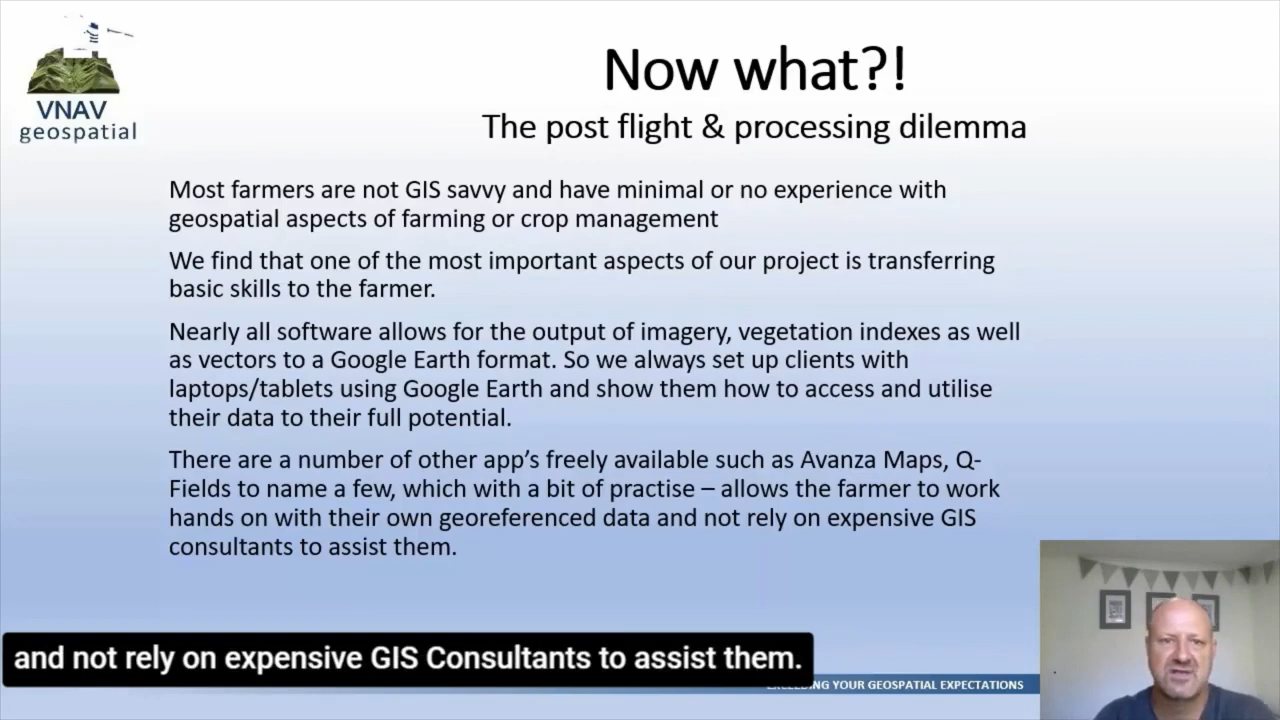 VNAV
geospatial
Now what?!
The post flight & processing dilemma
Most farmers are not GIS savvy and have minimal or no experience with
geospatial aspects of farming or crop management
We find that one of the most important aspects of our project is transferring
basic skills to the farmer.
Nearly all software allows for the output of imagery, vegetation indexes as well
as vectors to a Google Earth format. So we always set up clients with
laptops/tablets using Google Earth and show them how to access and utilise
their data to their full potential.
There are a number of other app's freely available such as Avanza Maps, Q-
Fields to name a few, which with a bit of practise – allows the farmer to work
hands on with their own georeferenced data and not rely on expensive GIS
consultants to assist them.
and not rely on expensive GIS Consultants to assist them.
YOUR GEOSPATIAL EXPECTATIONS